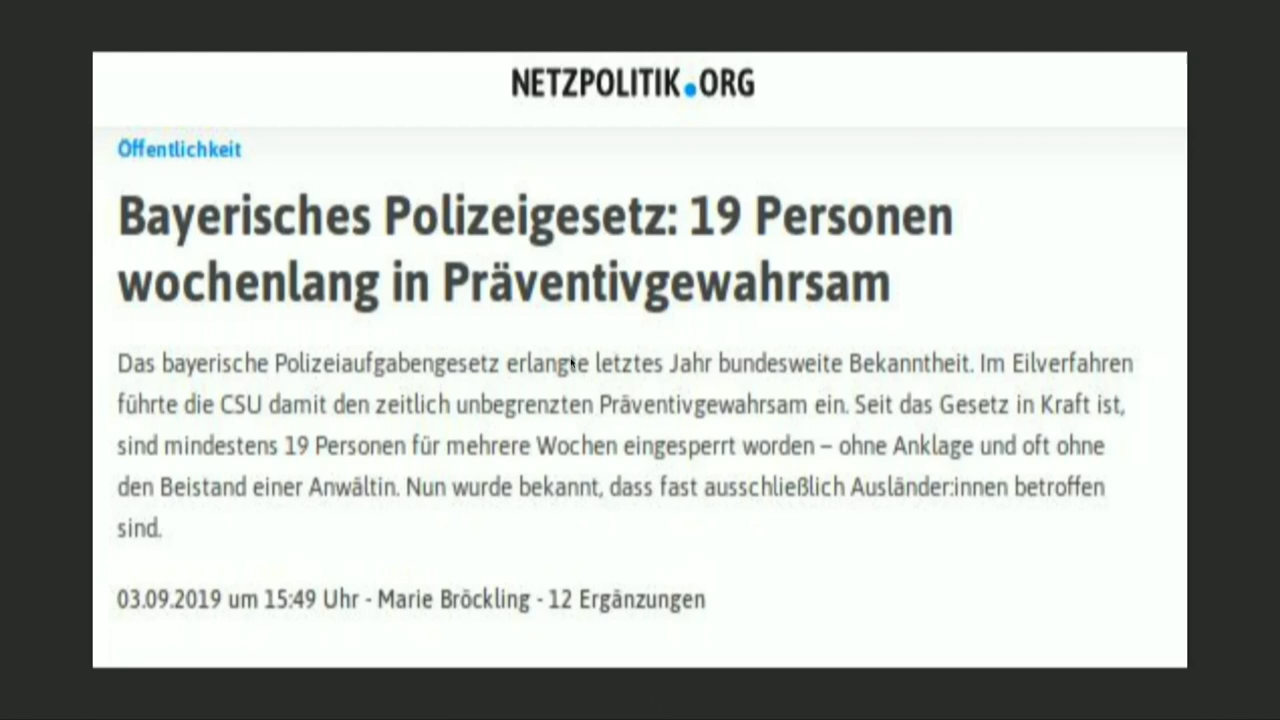 NETZPOLITIK.ORG
Öffentlichkeit
Bayerisches Polizeigesetz: 19 Personen
wochenlang in Präventivgewahrsam
Das bayerische Polizeiaufgabengesetz erlangte letztes Jahr bundesweite Bekanntheit. Im Eilverfahren
führte die CSU damit den zeitlich unbegrenzten Präventivgewahrsam ein. Seit das Gesetz in Kraft ist,
sind mindestens 19 Personen für mehrere Wochen eingesperrt worden – ohne Anklage und oft ohne
den Beistand einer Anwältin. Nun wurde bekannt, dass fast ausschließlich Ausländer:innen betroffen
sind.
03.09.2019 um 15:49 Uhr - Marie Bröckling - 12 Ergänzungen